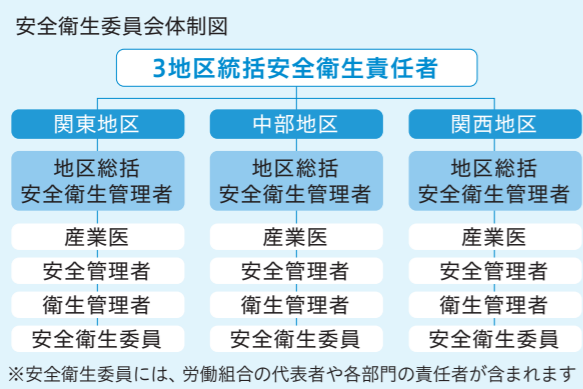 安全衛生委員会体制図
3地区統括安全衛生責任者
関東地区
中部地区
関西地区
地区総括
安全衛生管理者
地区総括
安全衛生管理者
地区総括
安全衛生管理者
産業医
産業医
産業医
安全管理者
安全管理者
安全管理者
衛生管理者
衛生管理者
衛生管理者
安全衛生委員
安全衛生委員
安全衛生委員
※安全衛生委員には、労働組合の代表者や各部門の責任者が含まれます